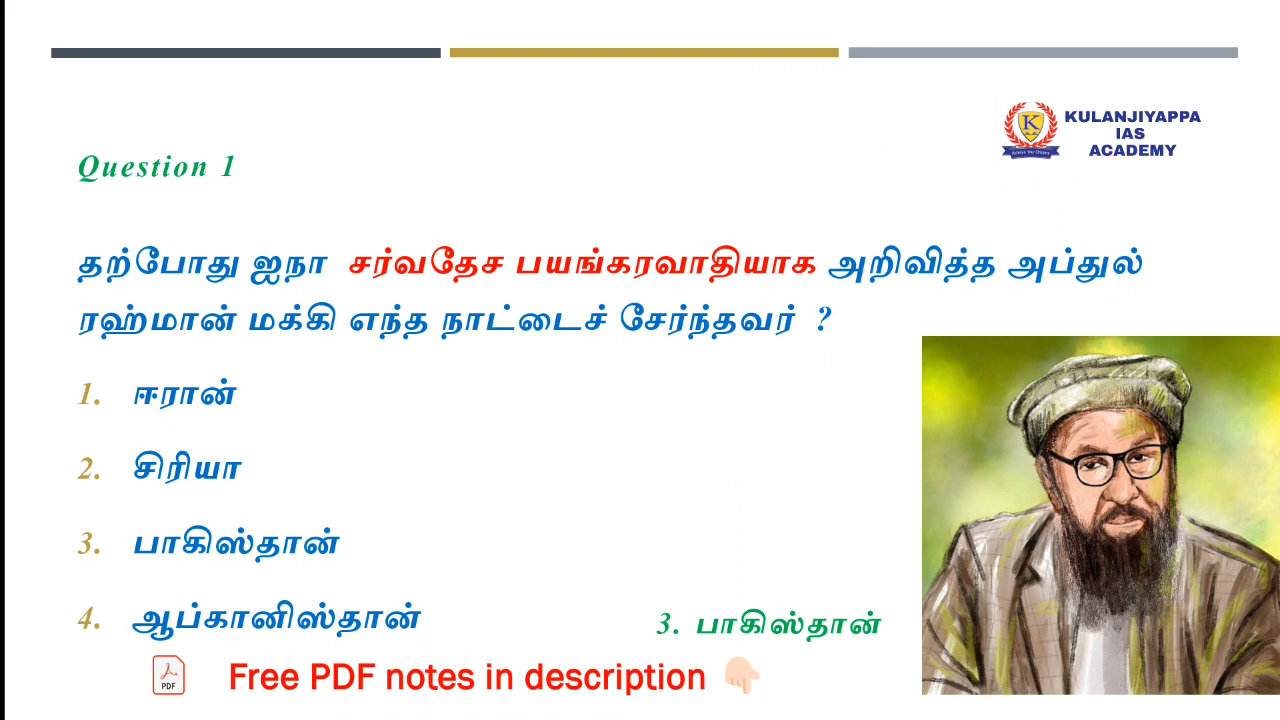 KULANJIYAPPA
IAS
ACADEMY
Question 1
தற்போது ஐநா சர்வதேச பயங்கரவாதியாக அறிவித்த அப்துல்
ரஹ்மான் மக்கி எந்த நாட்டைச் சேர்ந்தவர் ?
1. ஈரான்
2. சிரியா
3. பாகிஸ்தான்
4. ஆப்கானிஸ்தான்
3. பாகிஸ்தான்
PDF Free PDF notes in description